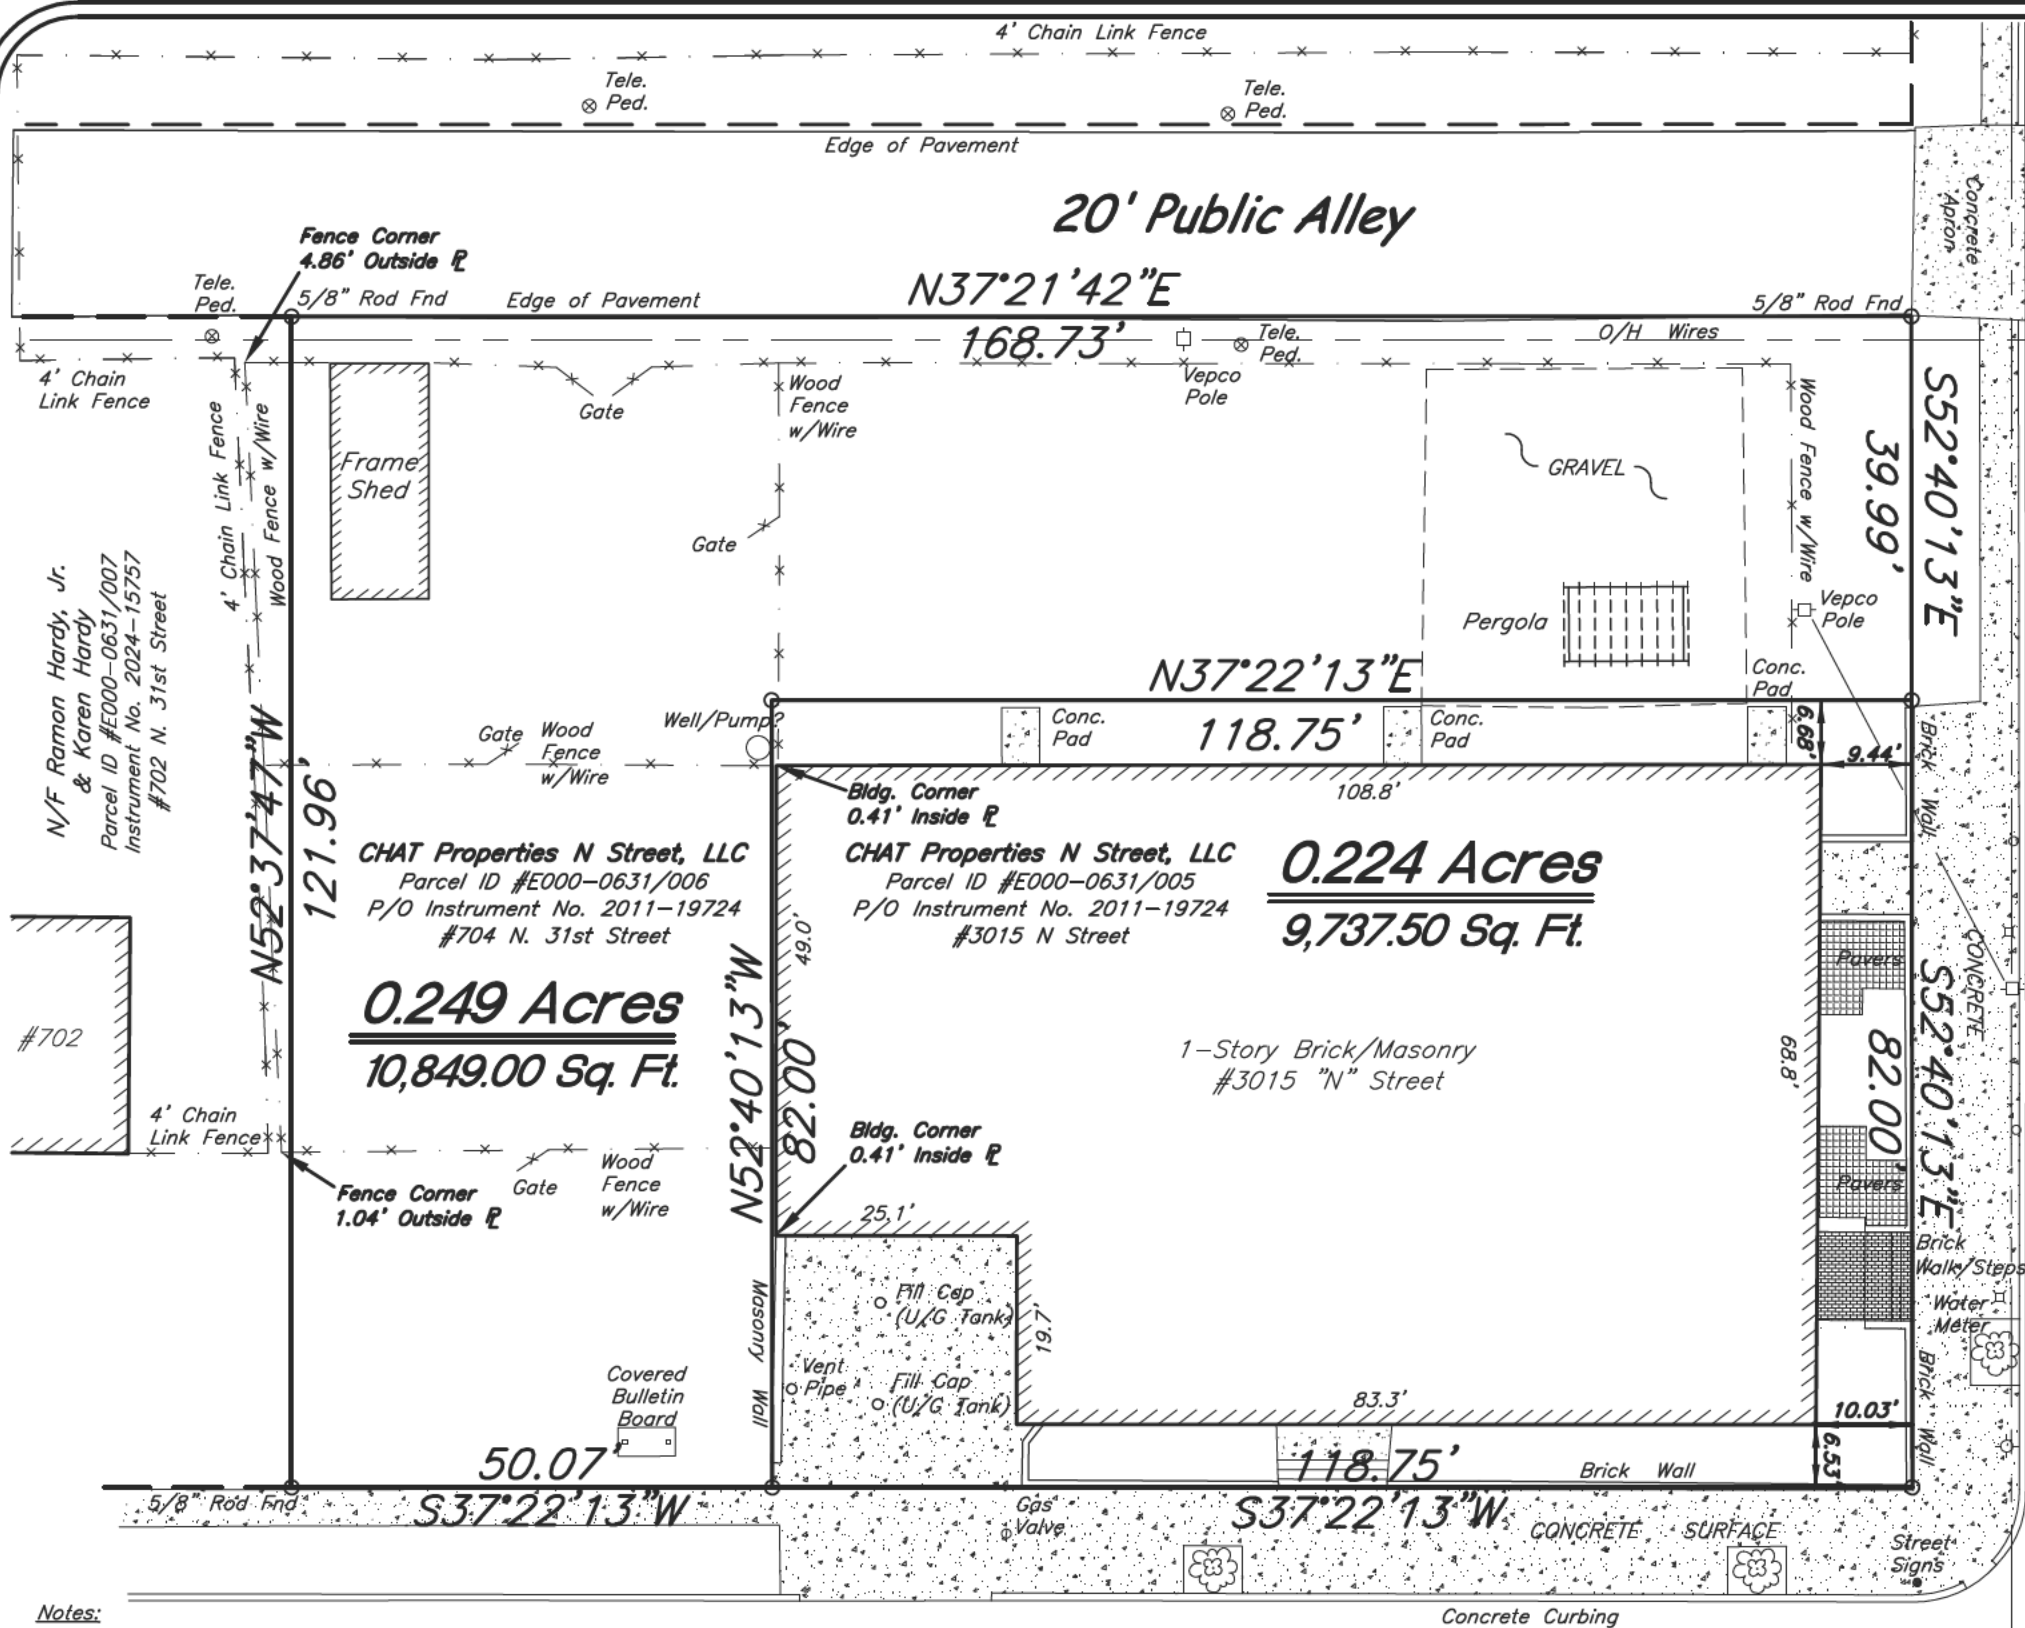 4' Chain Link Fence
Tele.
Ped.
Tele.
Ped.
Edge of Pavement
20' Public Alley
Concrete
Apron
Fence Corner
4.86' Outside ⅊
Tele.
Ped.
5/8" Rod Fnd
Edge of Pavement
N37°21'42"E
5/8" Rod Fnd
168.73'
Tele.
Ped.
O/H Wires
4' Chain
Link Fence
Vepco
Pole
Gate
Wood
Fence
w/Wire
4' Chain Link Fence
Wood Fence w/Wire
Frame
Shed
GRAVEL
Wood Fence w/Wire
S52°40'13"E
39.99'
Gate
N/F Ramon Hardy, Jr.
& Karen Hardy
Parcel ID #E000-0631/007
Instrument No. 2024-15757
#702 N. 31st Street
Pergola
Vepco
Pole
N37°22'13"E
Conc.
Pad
118.75'
Well/Pump?
Conc.
Pad
Conc.
Pad
6.68'
9.44'
Brick Wall
Gate
Wood
Fence
w/Wire
N52°37'47"W
121.96'
Bldg. Corner
0.41' Inside ⅊
108.8'
CHAT Properties N Street, LLC
Parcel ID #E000-0631/006
P/O Instrument No. 2011-19724
#704 N. 31st Street
0.249 Acres
10,849.00 Sq. Ft.
CHAT Properties N Street, LLC
Parcel ID #E000-0631/005
P/O Instrument No. 2011-19724
#3015 N Street
0.224 Acres
9,737.50 Sq. Ft.
49.0'
N52°40'13"W
82.00'
Pavers
CONCRETE
S52°40'13"E
82.00'
68.8'
#702
1-Story Brick/Masonry
#3015 "N" Street
4' Chain
Link Fence
Bldg. Corner
0.41' Inside ⅊
Fence Corner
1.04' Outside ⅊
Gate
Wood
Fence
w/Wire
Pavers
25.1'
Brick
Walk/Steps
Water
Meter
Masonry Wall
Fill Cap
(U/G Tank)
19.7'
Vent
Pipe
Fill Cap
(U/G Tank)
Covered
Bulletin
Board
83.3'
10.03'
6.53'
Brick Wall
50.07'
118.75'
Brick Wall
5/8" Rod Fnd
S37°22'13"W
Gas
Valve
S37°22'13"W
CONCRETE SURFACE
Street
Signs
Notes:
Concrete Curbing